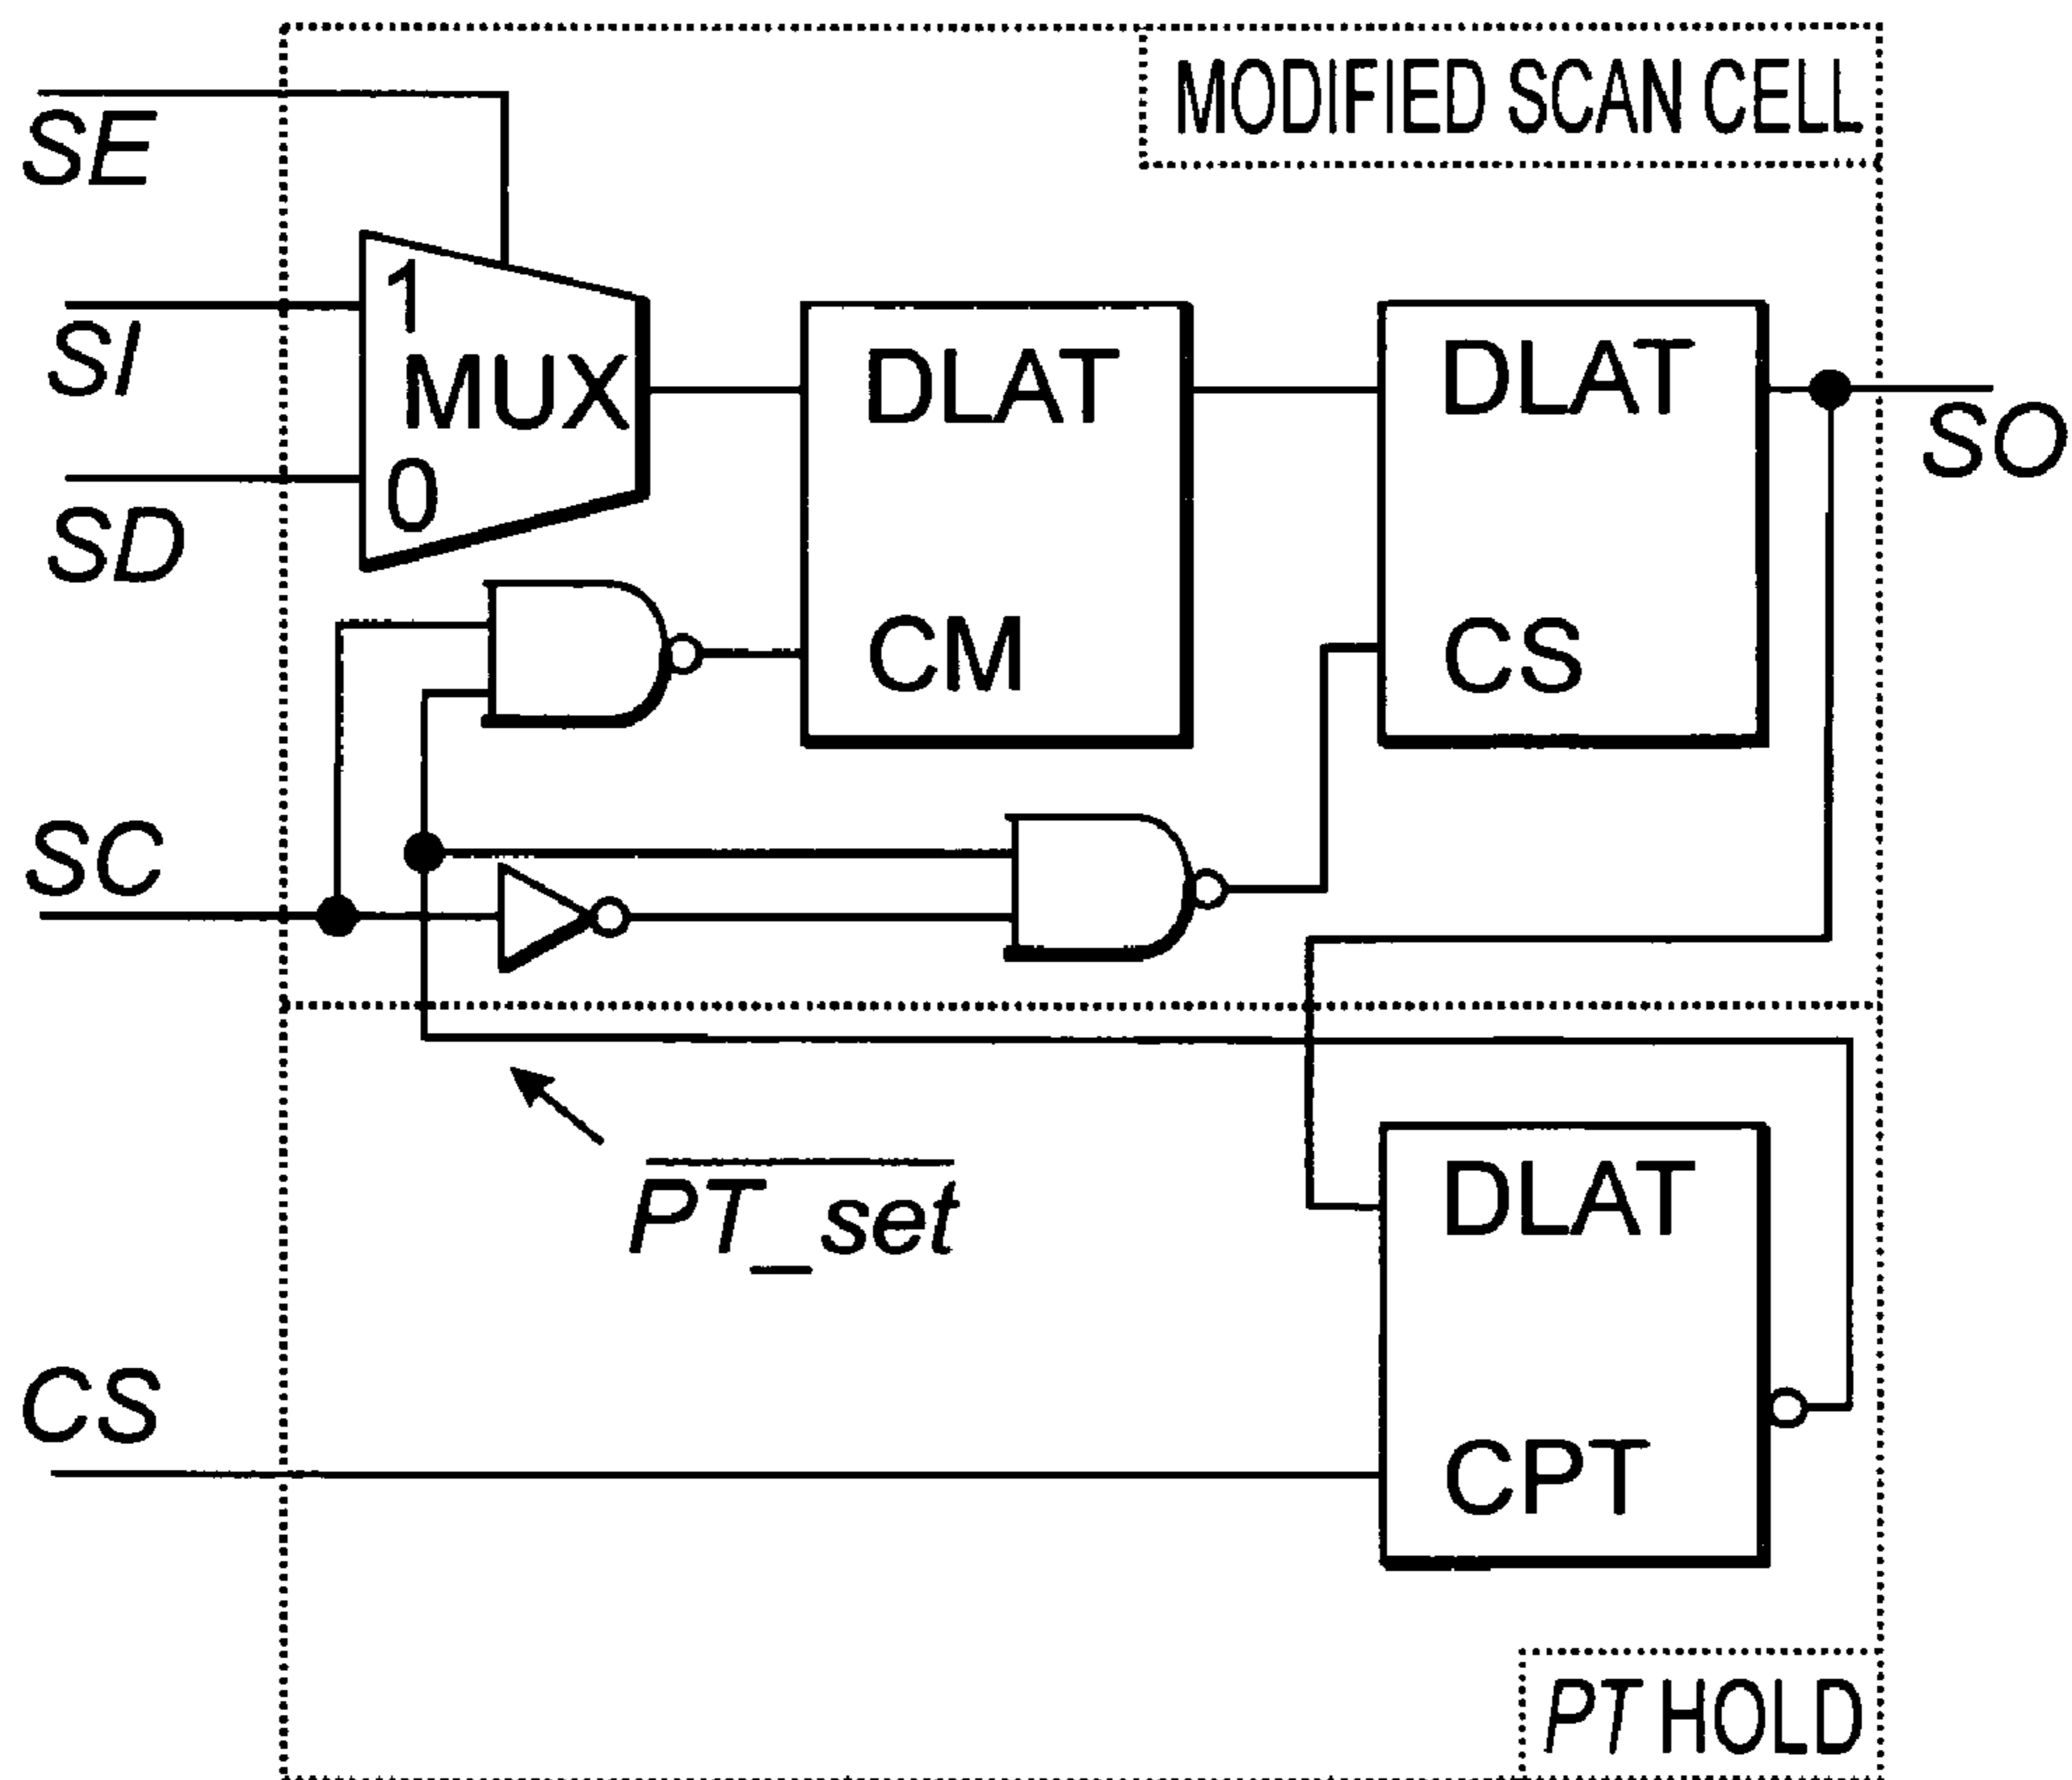 MODIFIED SCAN CELL
SE
1
SI
MUX
DLAT
DLAT
SO
0
SD
CM
CS
SC
PT_set
DLAT
CS
CPT
PT HOLD